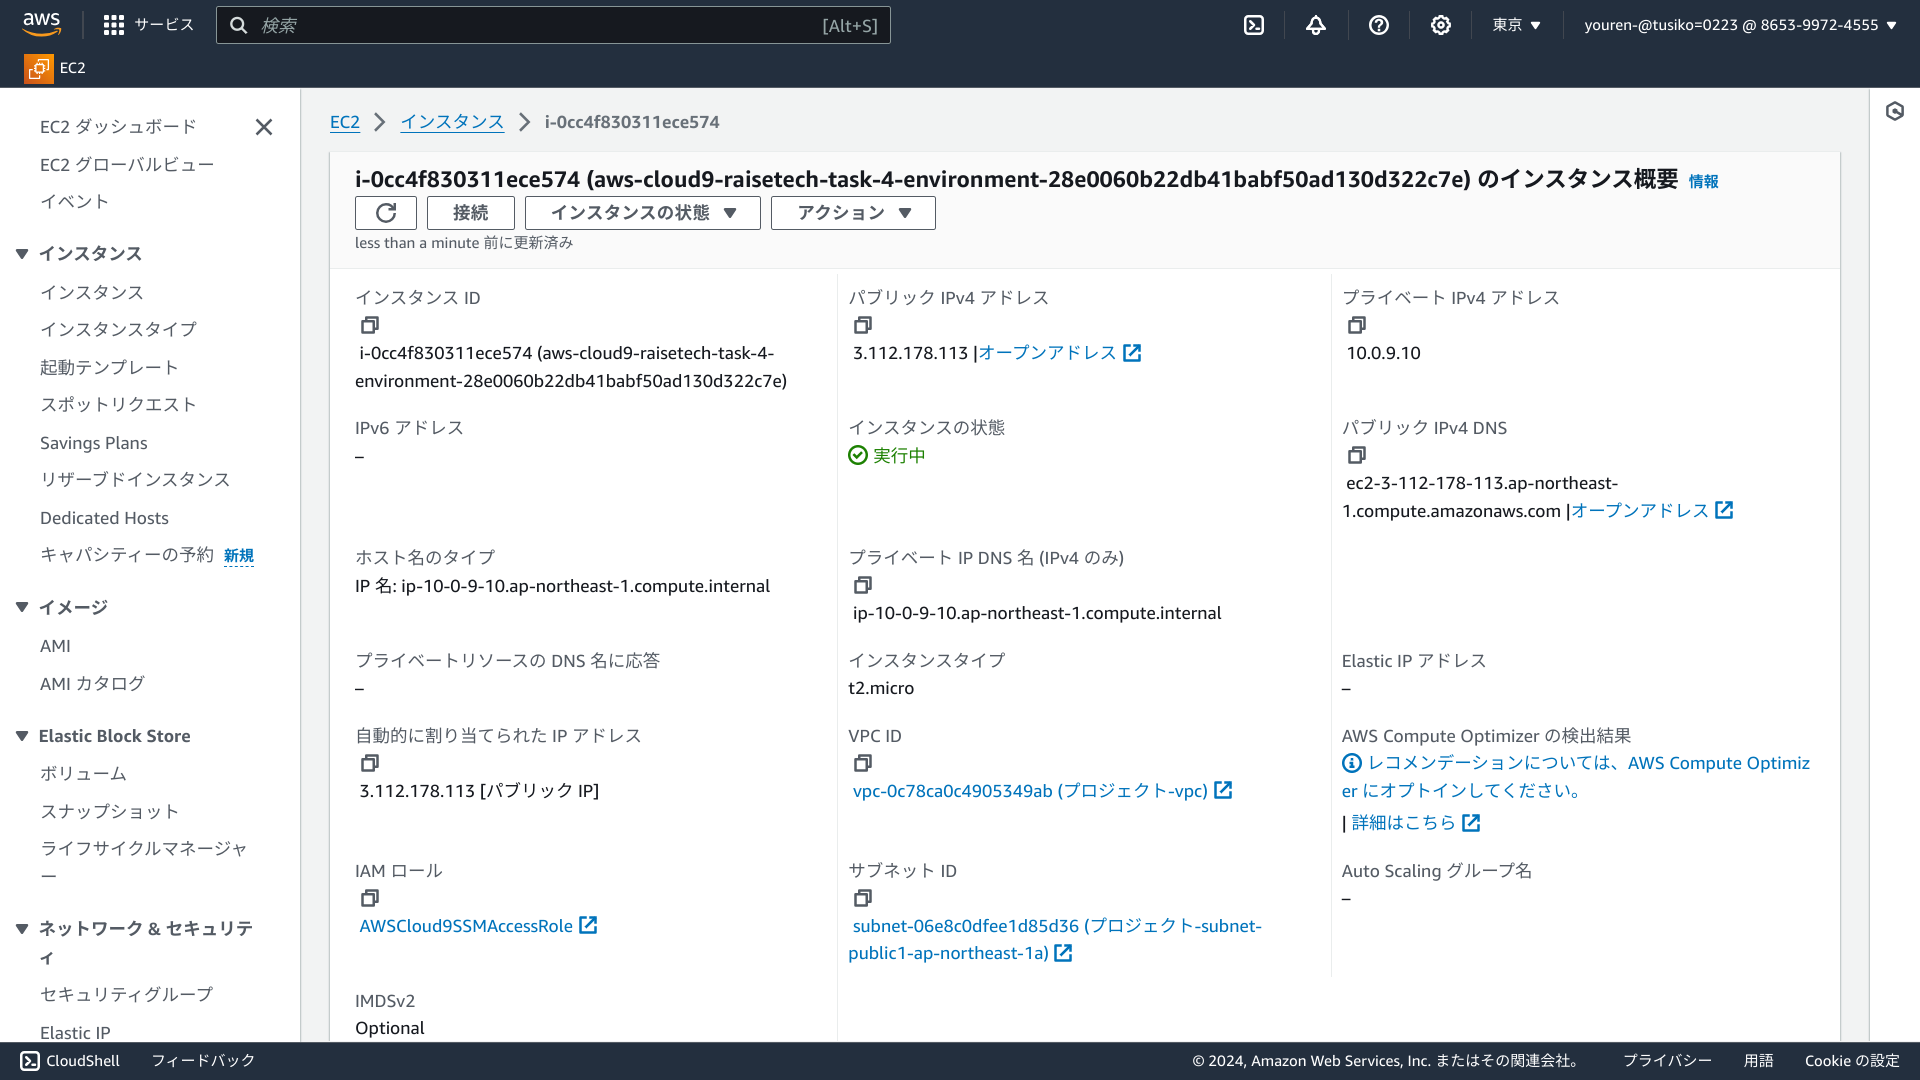 aws サービス 検索 [Alt+S] 東京 youren-@tusiko=0223 @ 8653-9972-4555
EC2
EC2 ダッシュボード
EC2 グローバルビュー
イベント
インスタンス
インスタンス
インスタンスタイプ
起動テンプレート
スポットリクエスト
Savings Plans
リザーブドインスタンス
Dedicated Hosts
キャパシティーの予約 新規
イメージ
AMI
AMI カタログ
Elastic Block Store
ボリューム
スナップショット
ライフサイクルマネージャ
ー
ネットワーク & セキュリテ
ィ
セキュリティグループ
Elastic IP
EC2 インスタンス i-0cc4f830311ece574
i-0cc4f830311ece574 (aws-cloud9-raisetech-task-4-environment-28e0060b22db41babf50ad130d322c7e) のインスタンス概要 情報
接続 インスタンスの状態 アクション
less than a minute 前に更新済み
インスタンス ID
i-0cc4f830311ece574 (aws-cloud9-raisetech-task-4-
environment-28e0060b22db41babf50ad130d322c7e)
パブリック IPv4 アドレス
3.112.178.113 |オープンアドレス
プライベート IPv4 アドレス
10.0.9.10
IPv6 アドレス
–
インスタンスの状態
実行中
パブリック IPv4 DNS
ec2-3-112-178-113.ap-northeast-
1.compute.amazonaws.com |オープンアドレス
ホスト名のタイプ
IP 名: ip-10-0-9-10.ap-northeast-1.compute.internal
プライベート IP DNS 名 (IPv4 のみ)
ip-10-0-9-10.ap-northeast-1.compute.internal
プライベートリソースの DNS 名に応答
–
インスタンスタイプ
t2.micro
Elastic IP アドレス
–
自動的に割り当てられた IP アドレス
3.112.178.113 [パブリック IP]
VPC ID
vpc-0c78ca0c4905349ab (プロジェクト-vpc)
AWS Compute Optimizer の検出結果
レコメンデーションについては、AWS Compute Optimiz
er にオプトインしてください。
| 詳細はこちら
IAM ロール
AWSCloud9SSMAccessRole
サブネット ID
subnet-06e8c0dfee1d85d36 (プロジェクト-subnet-
public1-ap-northeast-1a)
Auto Scaling グループ名
–
IMDSv2
Optional
CloudShell フィードバック © 2024, Amazon Web Services, Inc. またはその関連会社。 プライバシー 用語 Cookie の設定